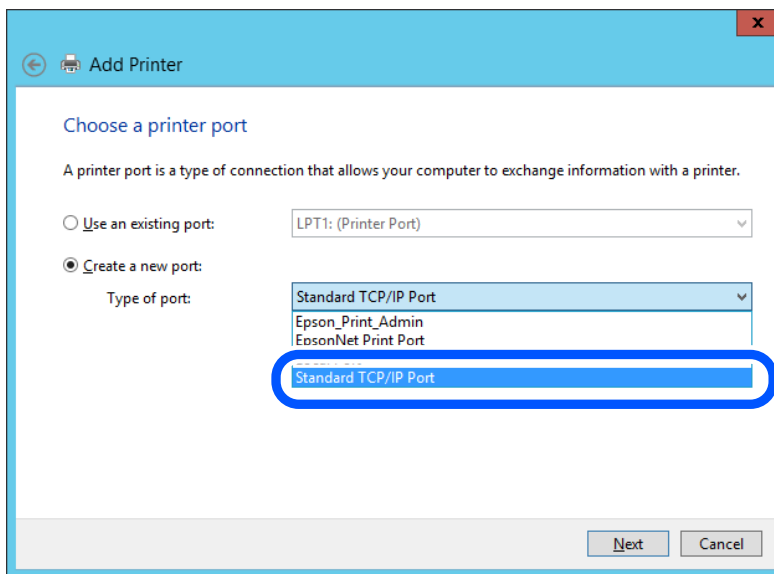 x
Add Printer
Choose a printer port
A printer port is a type of connection that allows your computer to exchange information with a printer.
Use an existing port: LPT1: (Printer Port)
Create a new port:
Type of port: Standard TCP/IP Port
Epson_Print_Admin
EpsonNet Print Port
Standard TCP/IP Port
Next Cancel